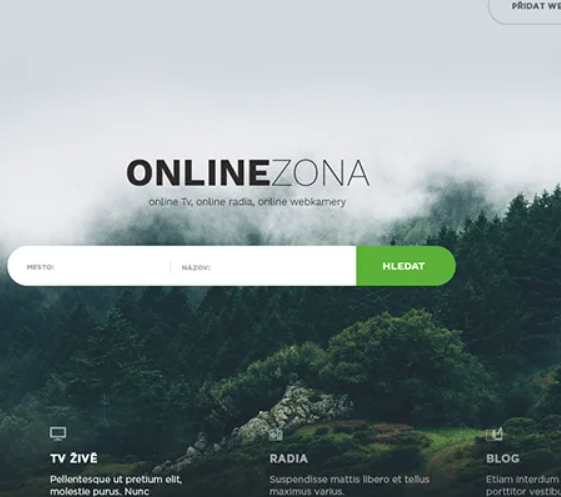 PŘIDAT WE
ONLINEZONA
online Tv, online radia, online webkamery
MESTO:
NÁZOV:
HLEDAT
TV ŽIVĚ
Pellentesque ut pretium elit,
molestie purus. Nunc
RADIA
Suspendisse mattis libero et tellus
maximus varius.
BLOG
Etiam interdum
porttitor vestibu